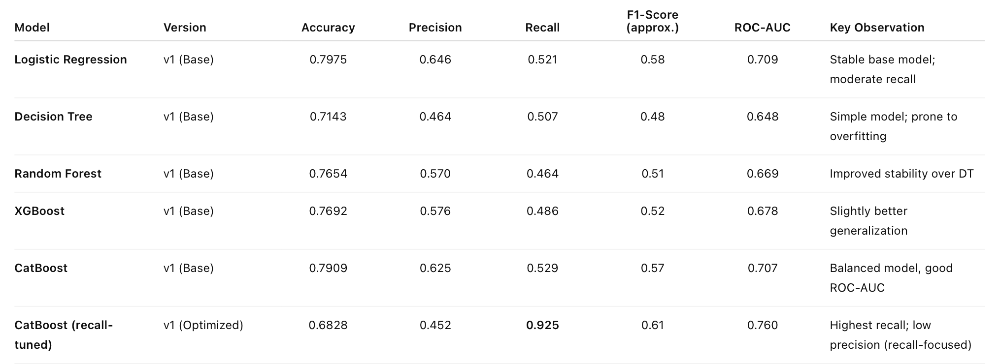 Model Version Accuracy Precision Recall F1-Score (approx.) ROC-AUC Key Observation
Logistic Regression v1 (Base) 0.7975 0.646 0.521 0.58 0.709 Stable base model;
moderate recall
Decision Tree v1 (Base) 0.7143 0.464 0.507 0.48 0.648 Simple model; prone to
overfitting
Random Forest v1 (Base) 0.7654 0.570 0.464 0.51 0.669 Improved stability over DT
XGBoost v1 (Base) 0.7692 0.576 0.486 0.52 0.678 Slightly better
generalization
CatBoost v1 (Base) 0.7909 0.625 0.529 0.57 0.707 Balanced model, good
ROC-AUC
CatBoost (recall- v1 (Optimized) 0.6828 0.452 0.925 0.61 0.760 Highest recall; low
tuned) precision (recall-focused)